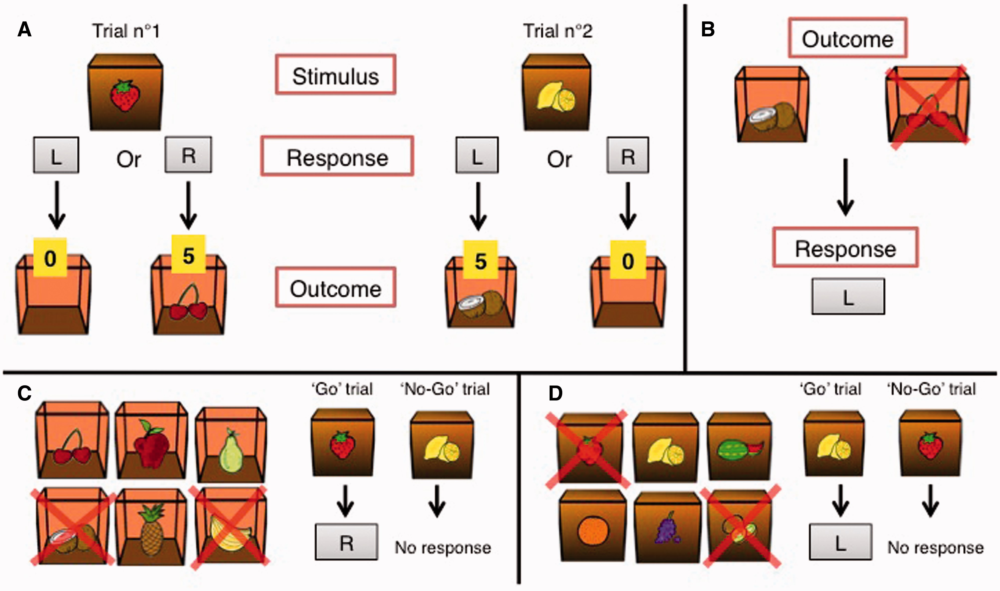 A
Trial n°1
Trial n°2
Stimulus
L
Or
R
Response
L
Or
R
0
5
Outcome
5
0
B
Outcome
Response
L
C
'Go' trial
'No-Go' trial
R
No response
D
'Go' trial
'No-Go' trial
L
No response